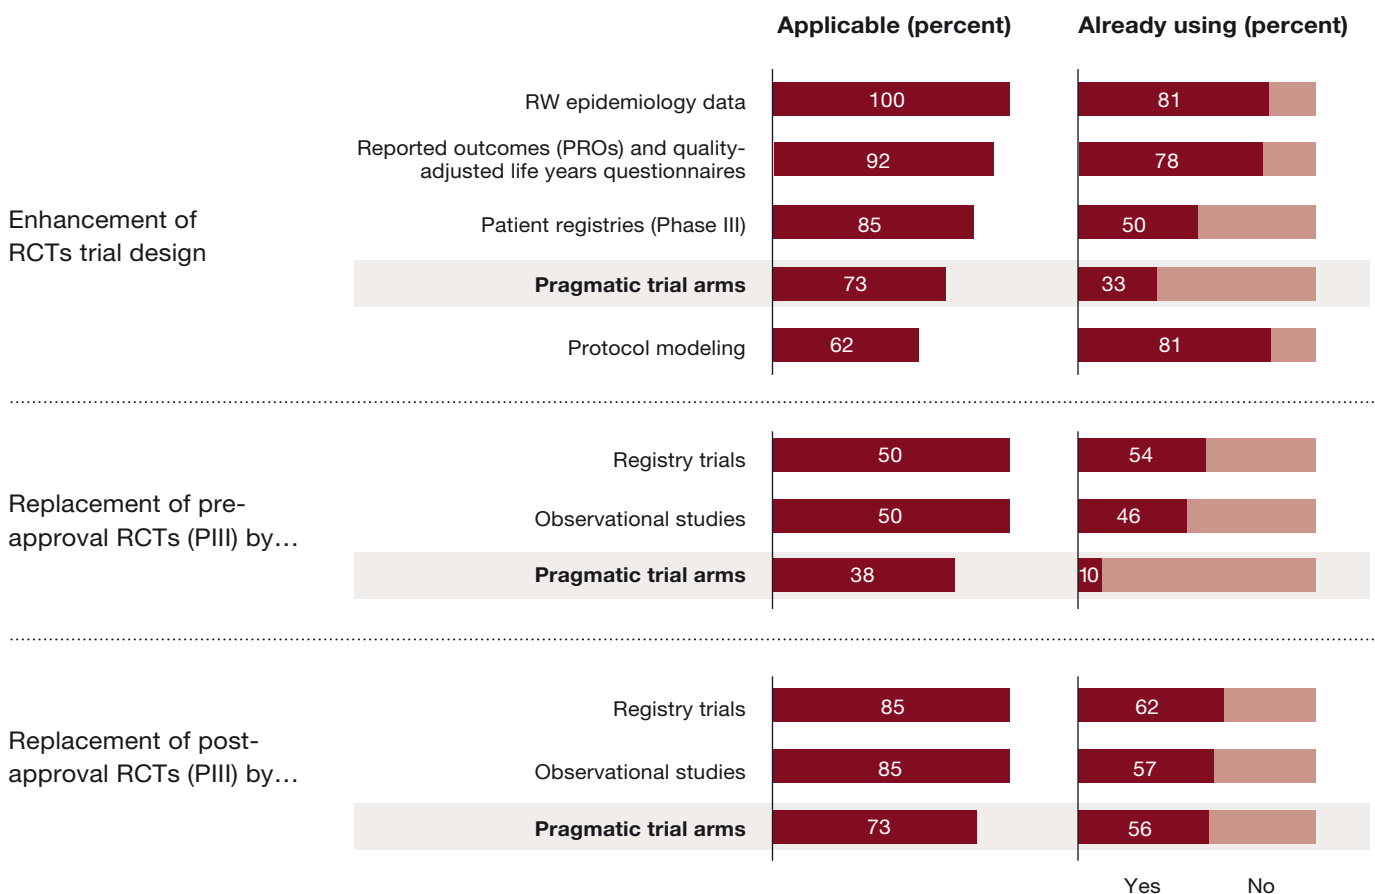 Applicable (percent) Already using (percent)
Enhancement of
RCTs trial design
RW epidemiology data 100 81
Reported outcomes (PROs) and quality-
adjusted life years questionnaires 92 78
Patient registries (Phase III) 85 50
Pragmatic trial arms 73 33
Protocol modeling 62 81
Replacement of pre-
approval RCTs (PIII) by…
Registry trials 50 54
Observational studies 50 46
Pragmatic trial arms 38 10
Replacement of post-
approval RCTs (PIII) by…
Registry trials 85 62
Observational studies 85 57
Pragmatic trial arms 73 56
Yes No